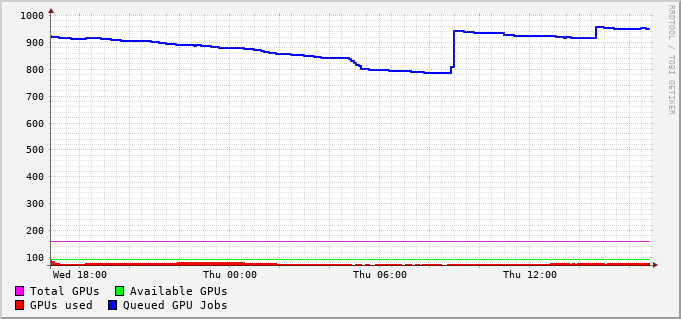 1000
900
800
700
600
500
400
300
200
100
Wed 18:00 Thu 00:00 Thu 06:00 Thu 12:00
Total GPUs Available GPUs
GPUs used Queued GPU Jobs
RRDTOOL / TOBI OETIKER